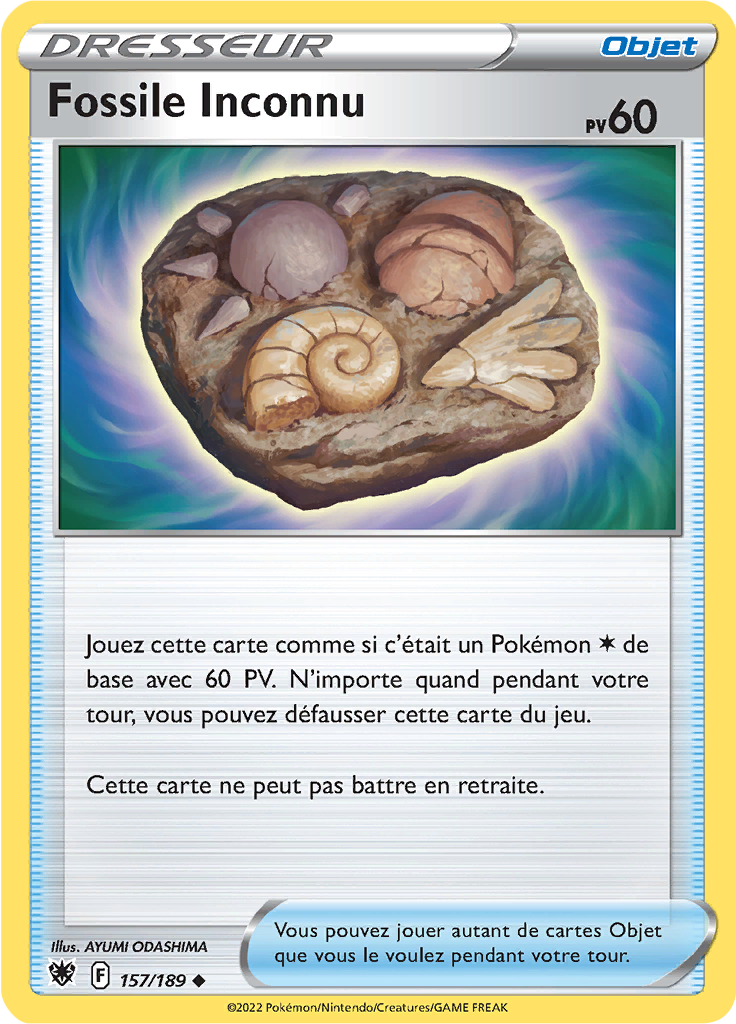 DRESSEUR
Objet
Fossile Inconnu
PV60
Jouez cette carte comme si c'était un Pokémon ✶ de
base avec 60 PV. N'importe quand pendant votre
tour, vous pouvez défausser cette carte du jeu.
Cette carte ne peut pas battre en retraite.
Illus. AYUMI ODASHIMA
F
157/189 ◆
Vous pouvez jouer autant de cartes Objet
que vous le voulez pendant votre tour.
©2022 Pokémon/Nintendo/Creatures/GAME FREAK